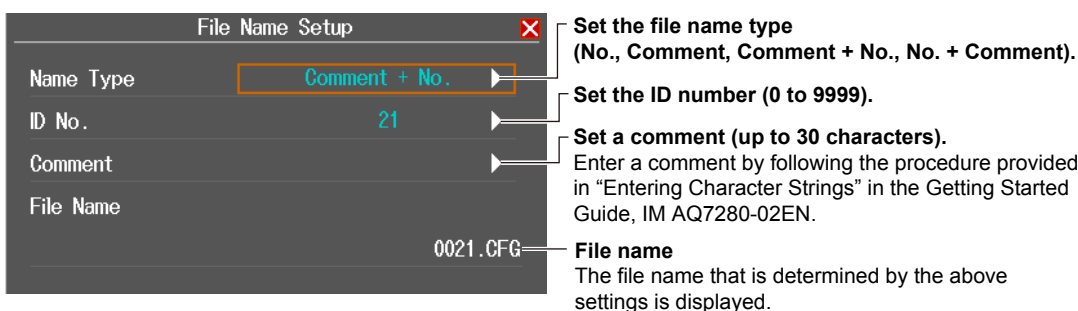 File Name Setup
Name Type
Comment + No.
ID No.
21
Comment
File Name
0021.CFG
Set the file name type
(No., Comment, Comment + No., No. + Comment).
Set the ID number (0 to 9999).
Set a comment (up to 30 characters).
Enter a comment by following the procedure provided
in “Entering Character Strings” in the Getting Started
Guide, IM AQ7280-02EN.
File name
The file name that is determined by the above
settings is displayed.